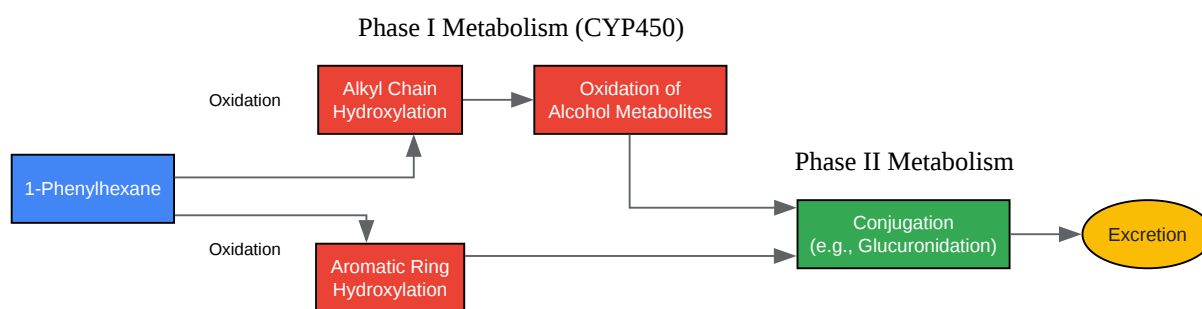 Phase I Metabolism (CYP450)
Oxidation
Alkyl Chain
Hydroxylation
Oxidation of
Alcohol Metabolites
1-Phenylhexane
Phase II Metabolism
Conjugation
(e.g., Glucuronidation)
Excretion
Oxidation
Aromatic Ring
Hydroxylation